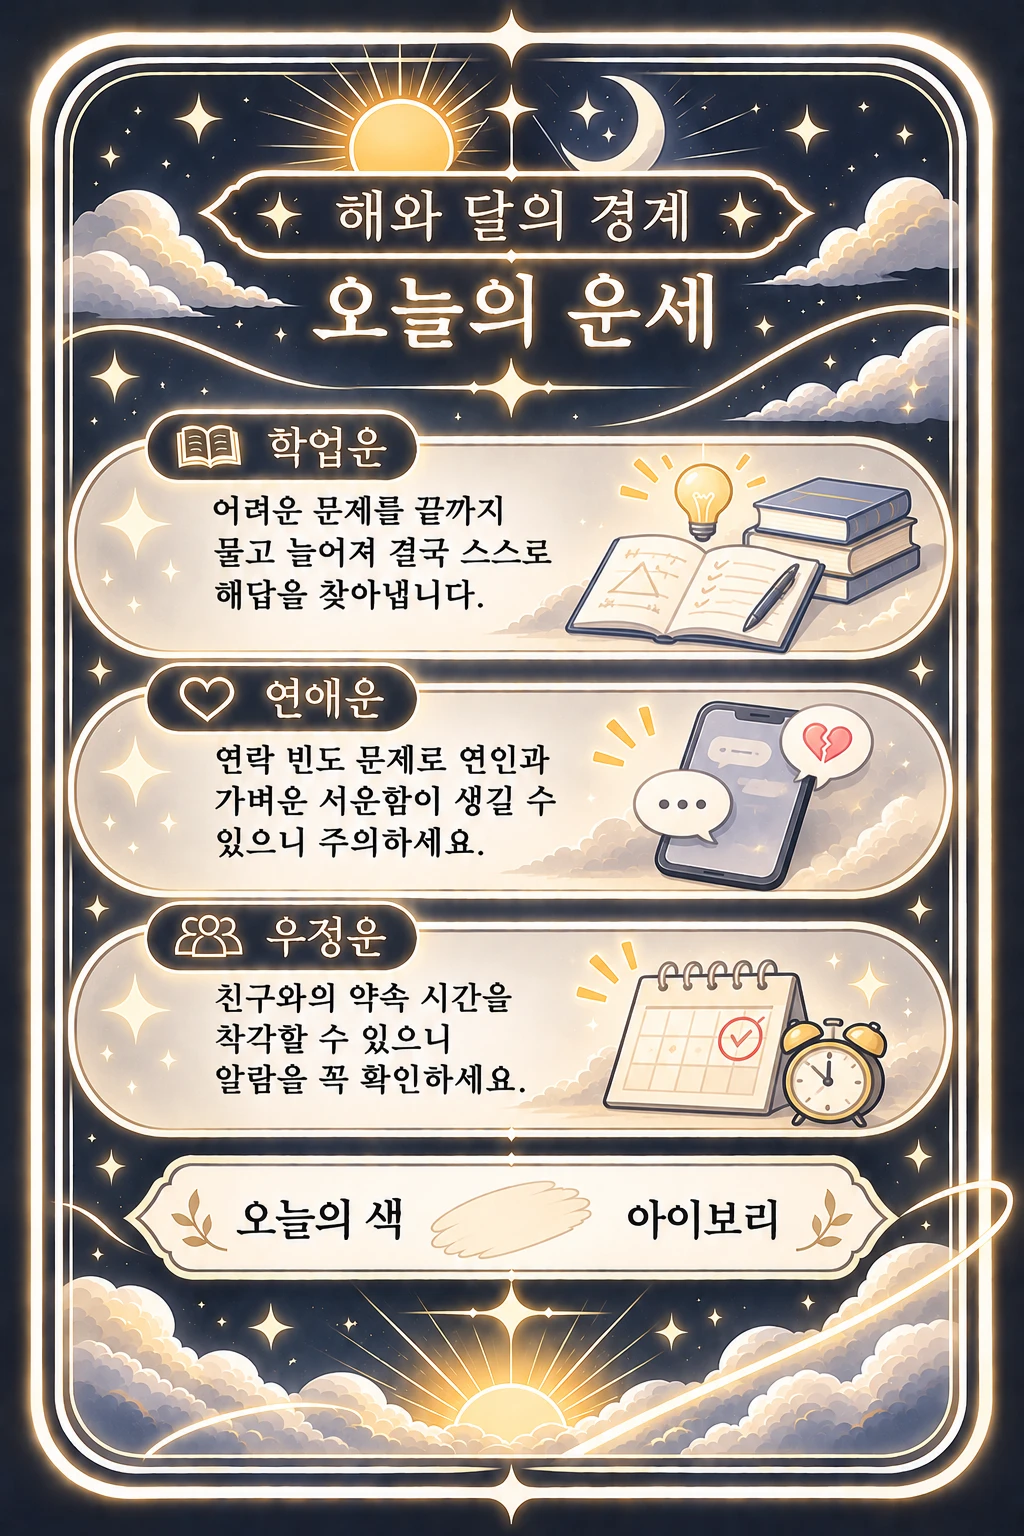 해와 달의 경계
오늘의 운세
학업운
어려운 문제를 끝까지
물고 늘어져 결국 스스로
해답을 찾아냅니다.
연애운
연락 빈도 문제로 연인과
가벼운 서운함이 생길 수
있으니 주의하세요.
우정운
친구와의 약속 시간을
착각할 수 있으니
알람을 꼭 확인하세요.
오늘의 색 아이보리